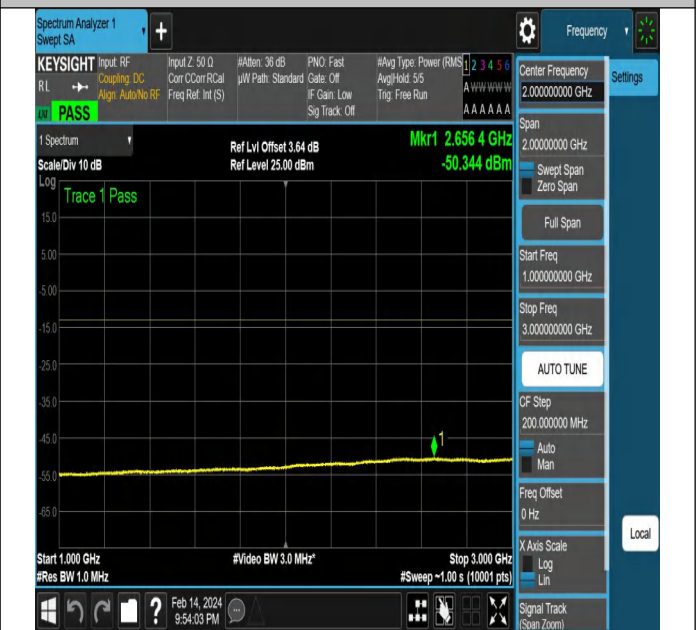 Spectrum Analyzer 1
Swept SA
+
Frequency
KEYSIGHT
RL
LXI PASS
Input: RF
Coupling: DC
Align: Auto/No RF
Input Z: 50 Ω
Corr CCorr RCal
Freq Ref: Int (S)
#Atten: 36 dB
µW Path: Standard
PNO: Fast
Gate: Off
IF Gain: Low
Sig Track: Off
#Avg Type: Power (RMS
Avg|Hold: 5/5
Trig: Free Run
1 2 3 4 5 6
A W W W W W
A A A A A A
1 Spectrum
Scale/Div 10 dB
Ref Lvl Offset 3.64 dB
Ref Level 25.00 dBm
Mkr1 2.656 4 GHz
-50.344 dBm
Log
Trace 1 Pass
15.0
5.00
-5.00
-15.0
-25.0
-35.0
-45.0
-55.0
-65.0
1
Start 1.000 GHz
#Res BW 1.0 MHz
#Video BW 3.0 MHz*
Stop 3.000 GHz
#Sweep ~1.00 s (10001 pts)
Center Frequency
2.000000000 GHz
Settings
Span
2.00000000 GHz
Swept Span
Zero Span
Full Span
Start Freq
1.000000000 GHz
Stop Freq
3.000000000 GHz
AUTO TUNE
CF Step
200.000000 MHz
Auto
Man
Freq Offset
0 Hz
X Axis Scale
Log
Lin
Local
Signal Track
(Span Zoom)
?
Feb 14, 2024
9:54:03 PM